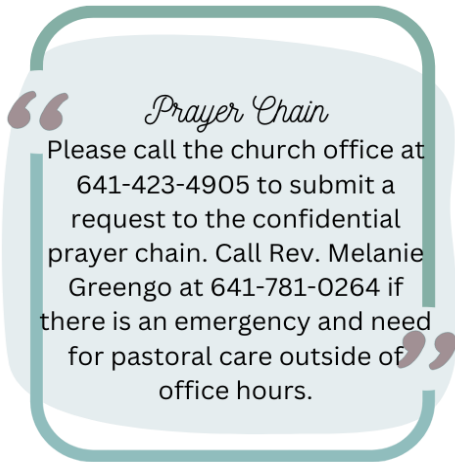 Prayer Chain
Please call the church office at
641-423-4905 to submit a
request to the confidential
prayer chain. Call Rev. Melanie
Greengo at 641-781-0264 if
there is an emergency and need
for pastoral care outside of
office hours.